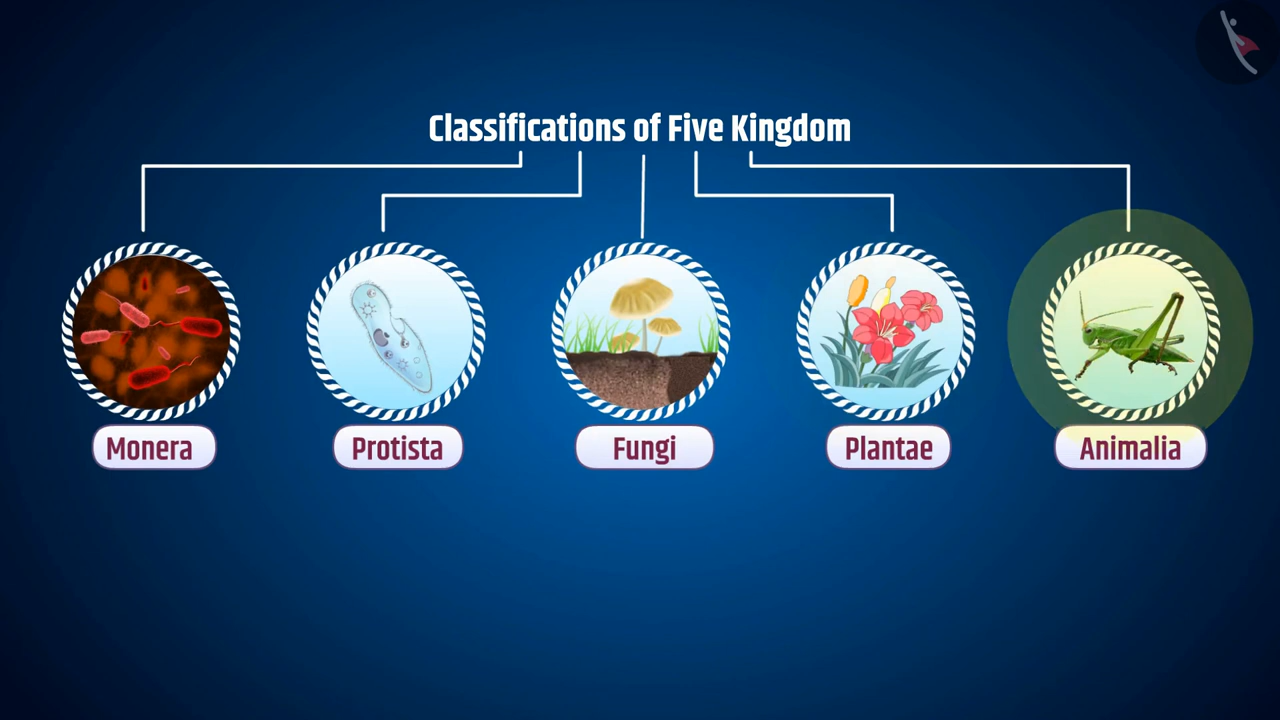 Classifications of Five Kingdom
Monera
Protista
Fungi
Plantae
Animalia